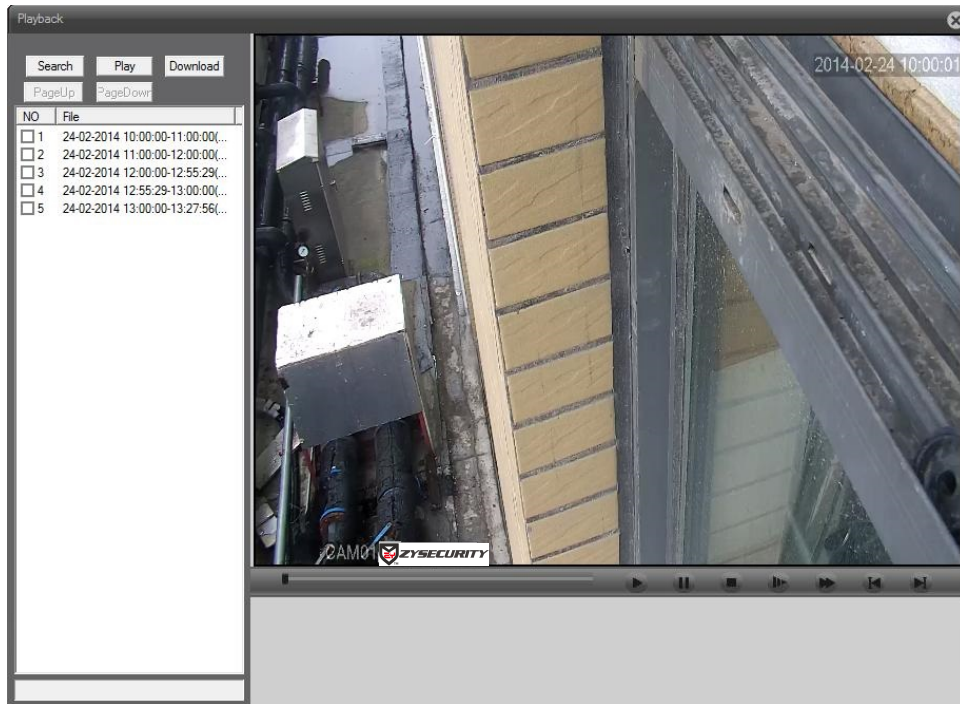 Playback
Search Play Download
PageUp PageDown
NO File
1 24-02-2014 10:00:00-11:00:00(...
2 24-02-2014 11:00:00-12:00:00(...
3 24-02-2014 12:00:00-12:55:29(...
4 24-02-2014 12:55:29-13:00:00(...
5 24-02-2014 13:00:00-13:27:56(...
2014-02-24 10:00:01
CAM01
ZYSECURITY